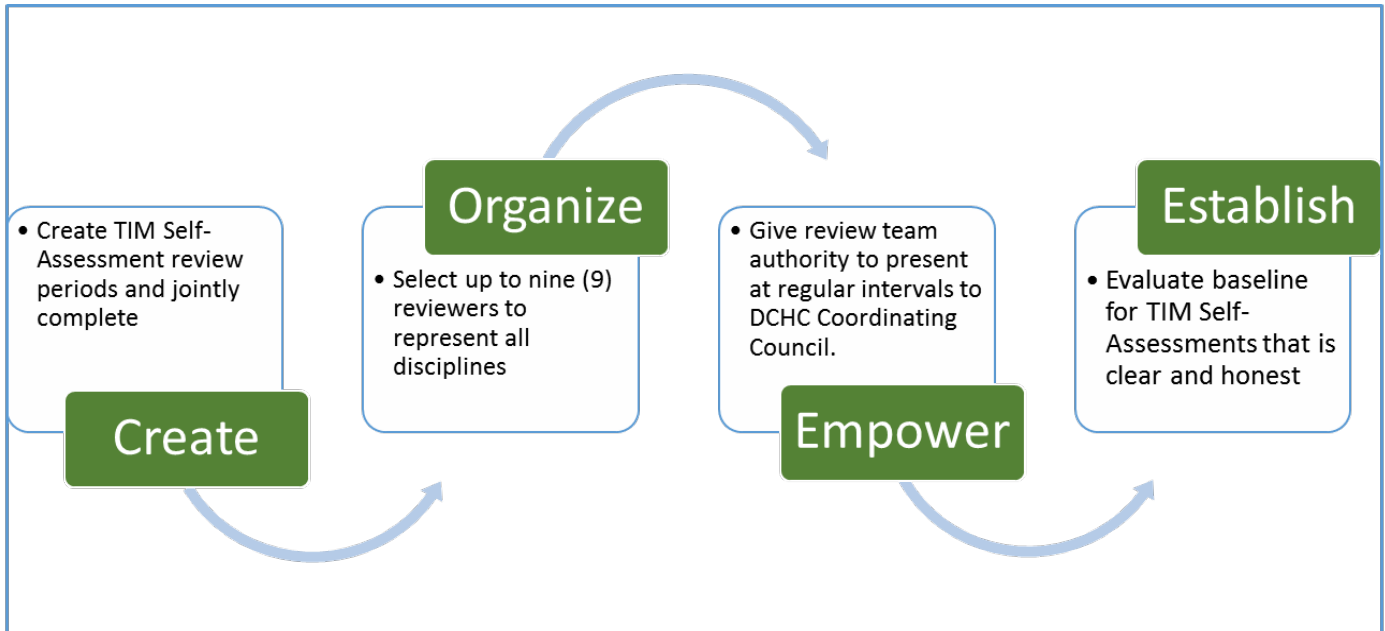 • Create TIM Self-
Assessment review
periods and jointly
complete
Create
Organize
• Select up to nine (9)
reviewers to
represent all
disciplines
• Give review team
authority to present
at regular intervals to
DCHC Coordinating
Council.
Empower
Establish
• Evaluate baseline
for TIM Self-
Assessments that is
clear and honest